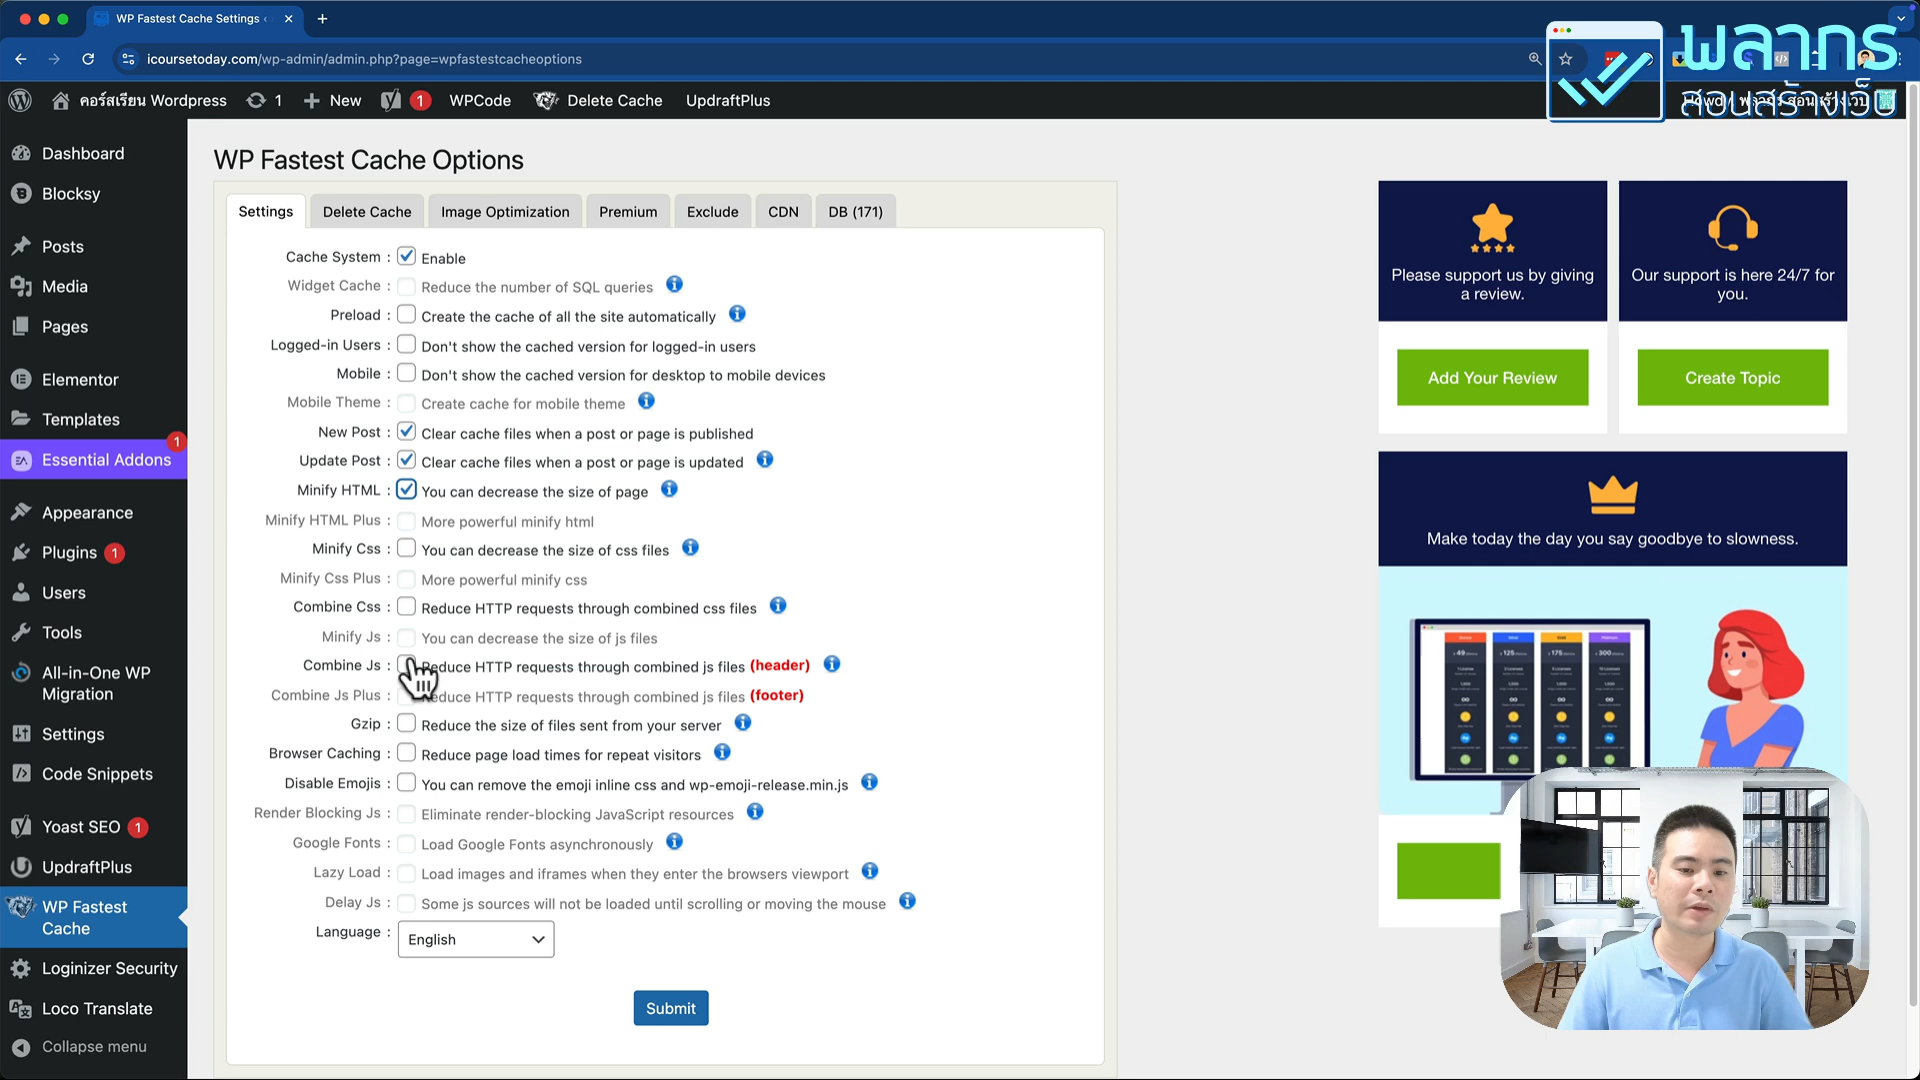 WP Fastest Cache Settings ‹
icoursetoday.com/wp-admin/admin.php?page=wpfastestcacheoptions
พลากร
สอนสร้างเว็บ
คอร์สเรียน Wordpress
1
New
1
WPCode
Delete Cache
UpdraftPlus
Dashboard
Blocksy
Posts
Media
Pages
Elementor
Templates
Essential Addons
1
Appearance
Plugins 1
Users
Tools
All-in-One WP
Migration
Settings
Code Snippets
Yoast SEO 1
UpdraftPlus
WP Fastest
Cache
Loginizer Security
Loco Translate
Collapse menu
WP Fastest Cache Options
Settings Delete Cache Image Optimization Premium Exclude CDN DB (171)
Cache System : Enable
Widget Cache : Reduce the number of SQL queries
Preload : Create the cache of all the site automatically
Logged-in Users : Don't show the cached version for logged-in users
Mobile : Don't show the cached version for desktop to mobile devices
Mobile Theme : Create cache for mobile theme
New Post : Clear cache files when a post or page is published
Update Post : Clear cache files when a post or page is updated
Minify HTML : You can decrease the size of page
Minify HTML Plus : More powerful minify html
Minify Css : You can decrease the size of css files
Minify Css Plus : More powerful minify css
Combine Css : Reduce HTTP requests through combined css files
Minify Js : You can decrease the size of js files
Combine Js : Reduce HTTP requests through combined js files (header)
Combine Js Plus : Reduce HTTP requests through combined js files (footer)
Gzip : Reduce the size of files sent from your server
Browser Caching : Reduce page load times for repeat visitors
Disable Emojis : You can remove the emoji inline css and wp-emoji-release.min.js
Render Blocking Js : Eliminate render-blocking JavaScript resources
Google Fonts : Load Google Fonts asynchronously
Lazy Load : Load images and iframes when they enter the browsers viewport
Delay Js : Some js sources will not be loaded until scrolling or moving the mouse
Language : English
Submit
Please support us by giving
a review.
Add Your Review
Our support is here 24/7 for
you.
Create Topic
Make today the day you say goodbye to slowness.